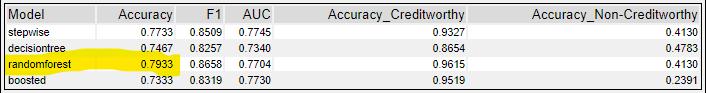 Model Accuracy F1 AUC Accuracy_Creditworthy Accuracy_Non-Creditworthy
stepwise 0.7733 0.8509 0.7745 0.9327 0.4130
decisiontree 0.7467 0.8257 0.7340 0.8654 0.4783
randomforest 0.7933 0.8658 0.7704 0.9615 0.4130
boosted 0.7333 0.8319 0.7730 0.9519 0.2391